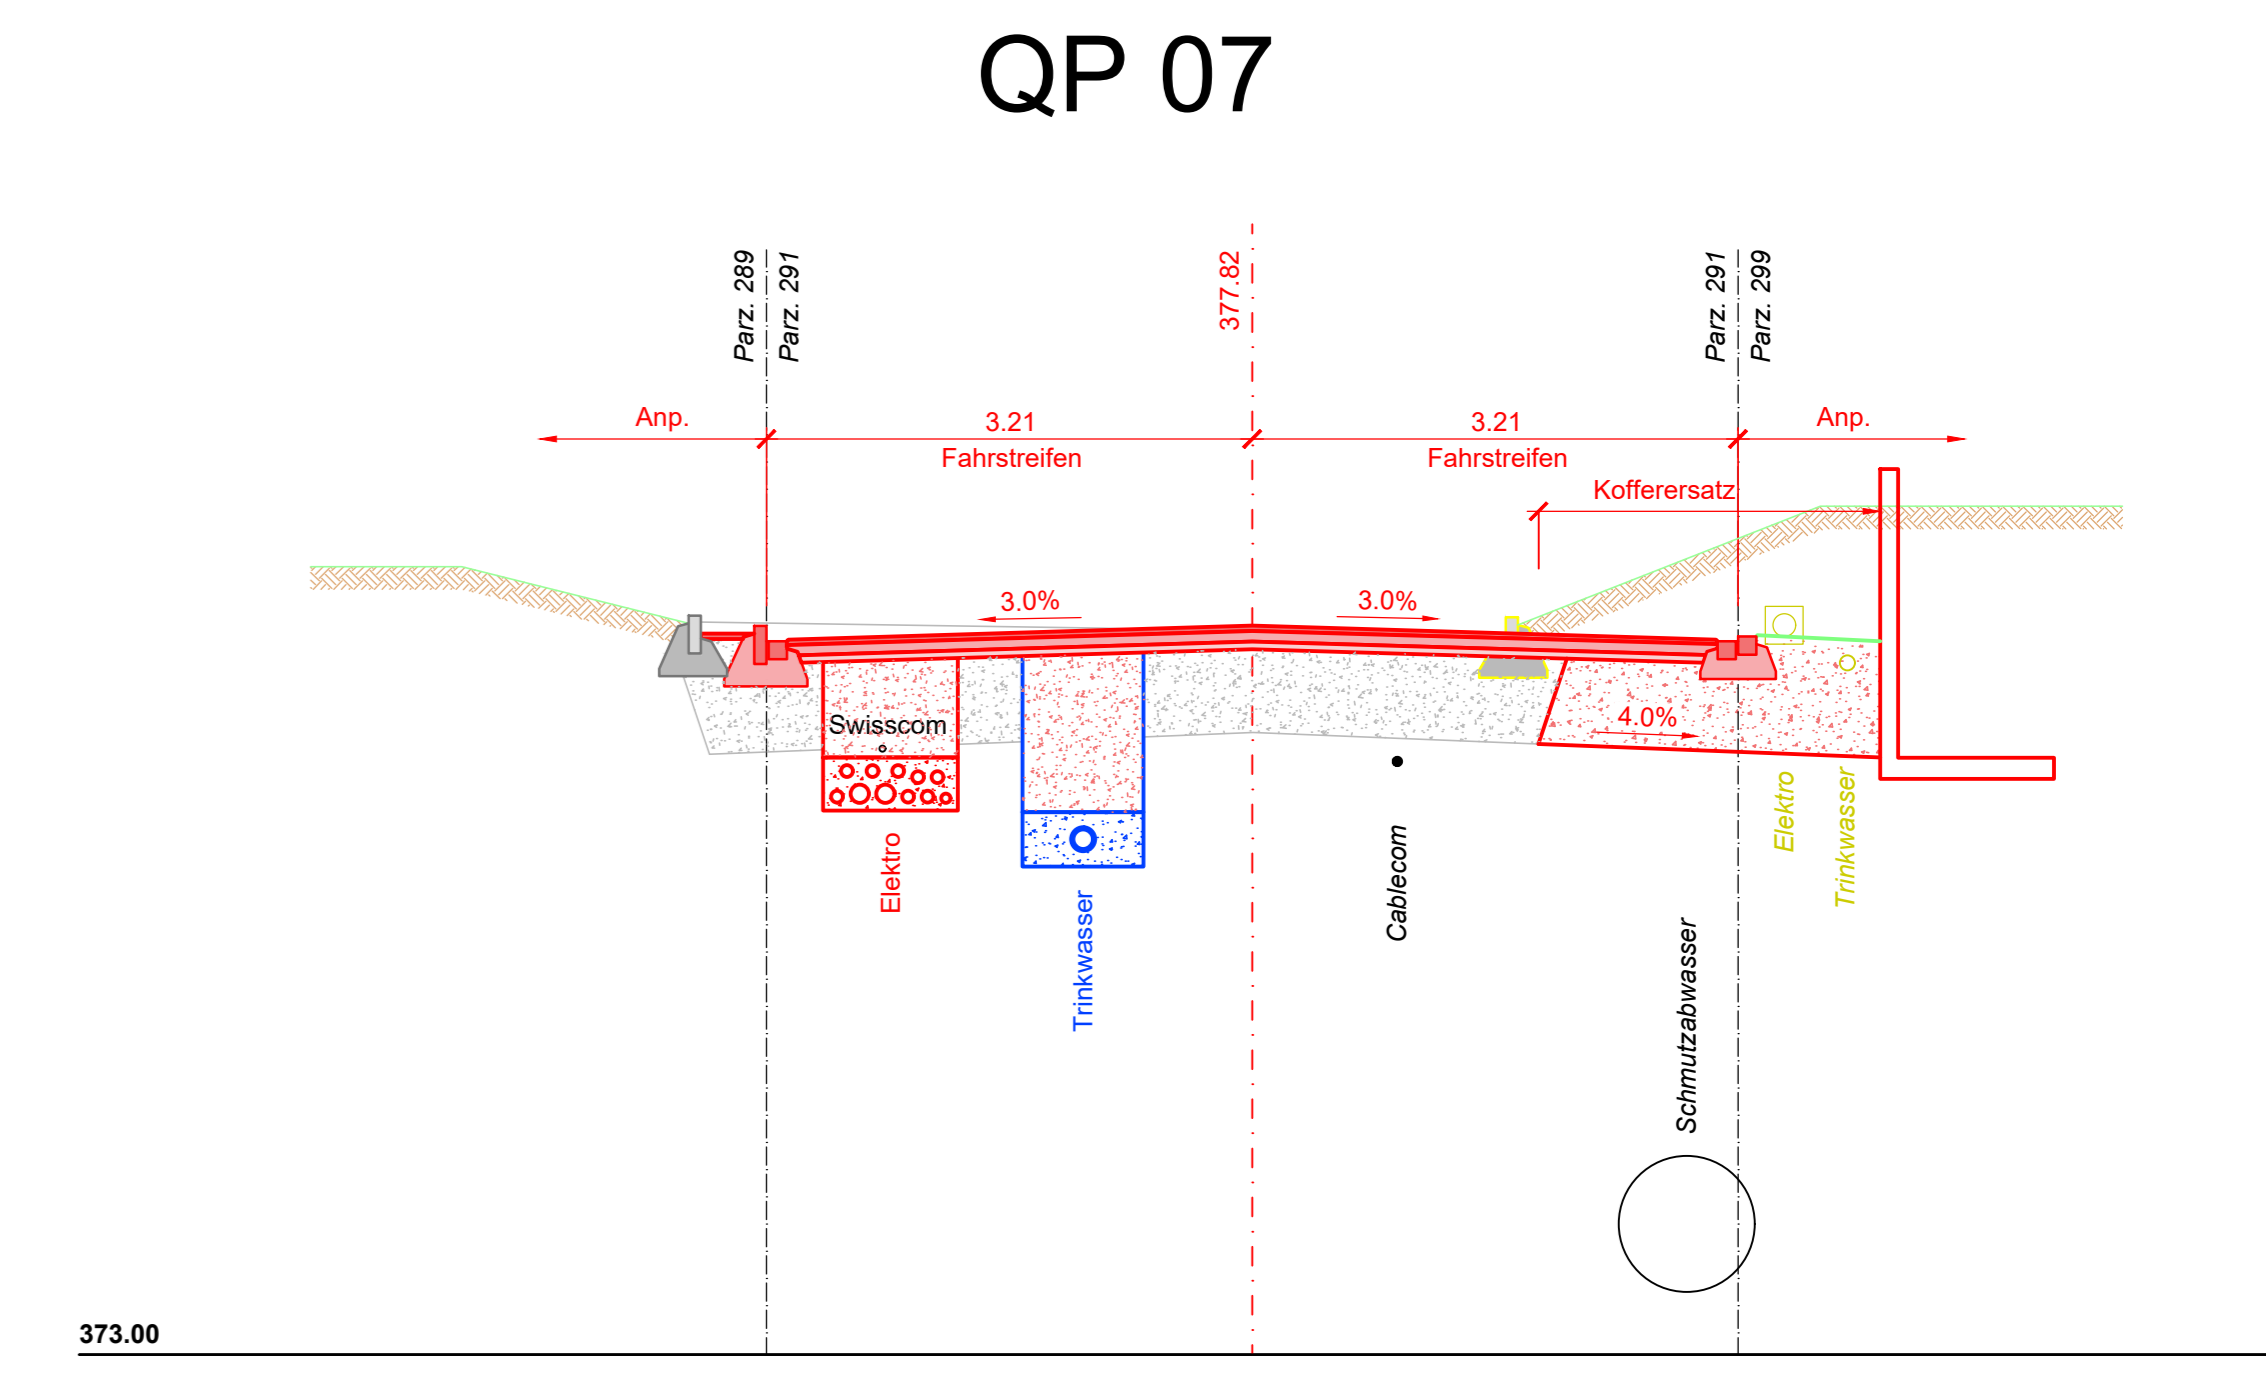 QP 07
Parz. 289
Parz. 291
377.82
Parz. 291
Parz. 299
Anp.
3.21
3.21
Anp.
Fahrstreifen
Fahrstreifen
Kofferersatz
3.0%
3.0%
Swisscom
4.0%
Elektro
Trinkwasser
Cablecom
Schmutzabwasser
Elektro
Trinkwasser
373.00